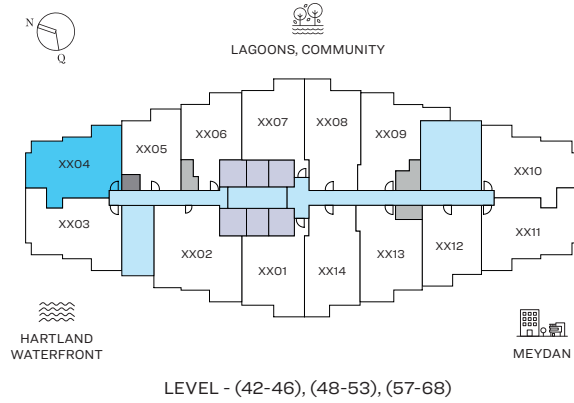 N
Q
LAGOONS, COMMUNITY
XX04
XX05
XX06
XX07
XX08
XX09
XX10
XX03
XX02
XX01
XX14
XX13
XX12
XX11
HARTLAND
WATERFRONT
MEYDAN
LEVEL - (42-46), (48-53), (57-68)